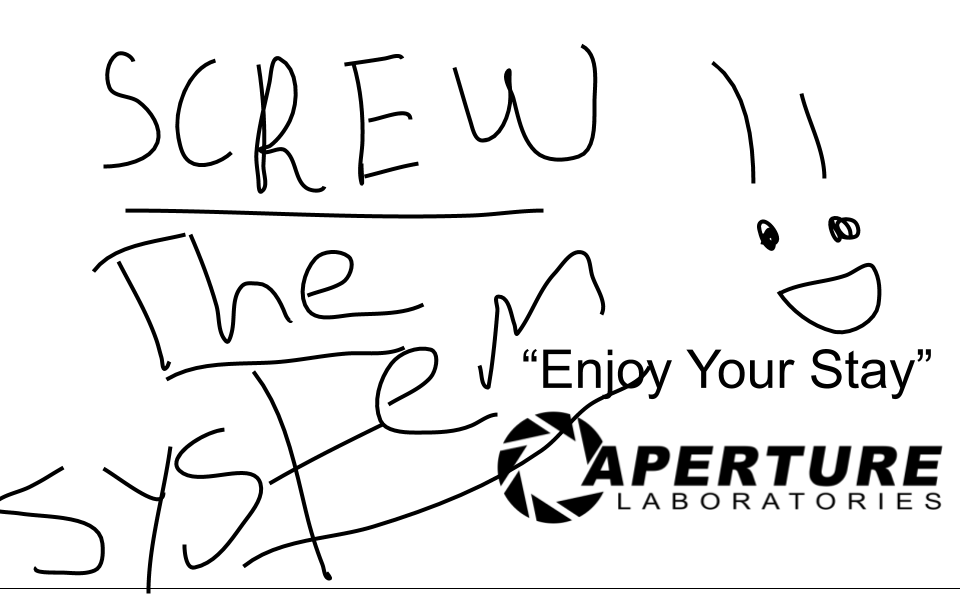 SCREW
The
system
“Enjoy Your Stay”
APERTURE
LABORATORIES